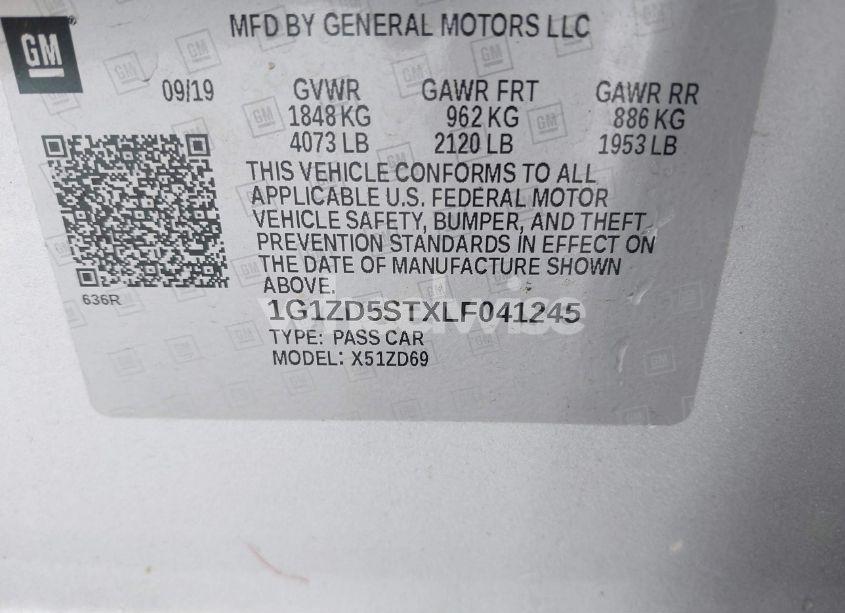 GM
MFD BY GENERAL MOTORS LLC
09/19 GVWR GAWR FRT GAWR RR
1848 KG 962 KG 886 KG
4073 LB 2120 LB 1953 LB
THIS VEHICLE CONFORMS TO ALL
APPLICABLE U.S. FEDERAL MOTOR
VEHICLE SAFETY, BUMPER, AND THEFT
PREVENTION STANDARDS IN EFFECT ON
THE DATE OF MANUFACTURE SHOWN
ABOVE.
636R
1G1ZD5STXLF041245
TYPE: PASS CAR
MODEL: X51ZD69